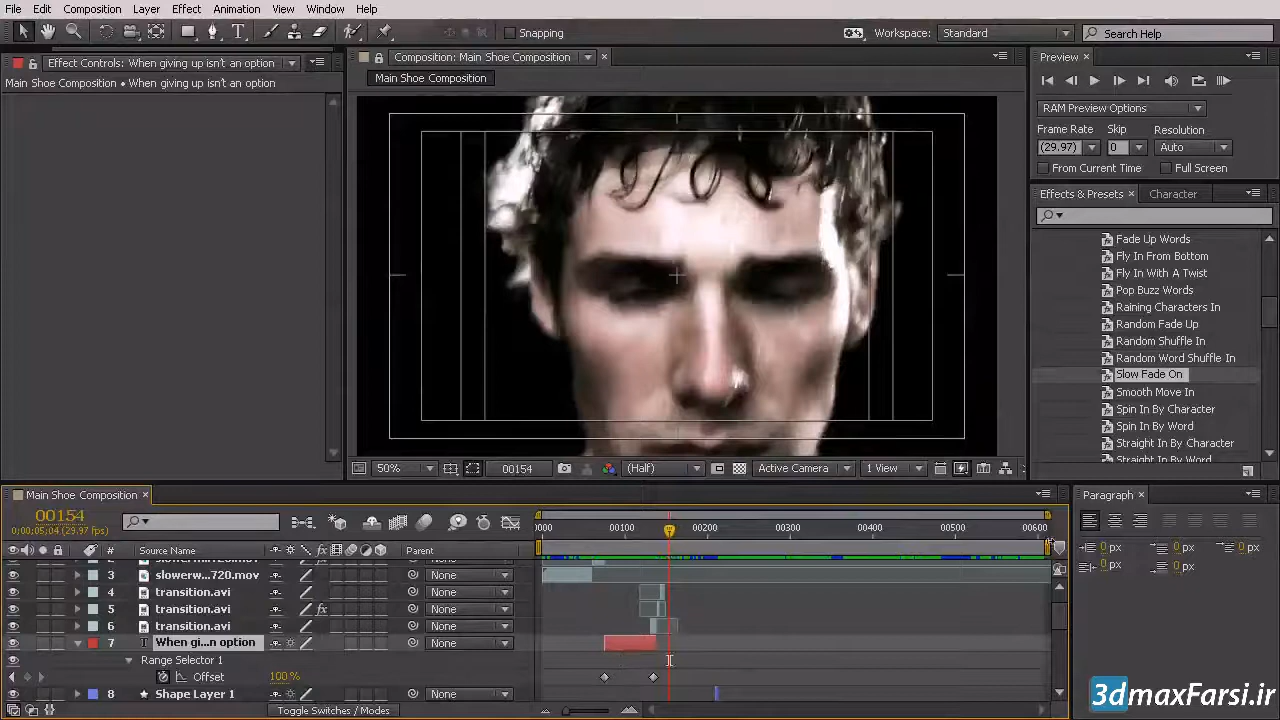 File Edit Composition Layer Effect Animation View Window Help
Snapping
Workspace: Standard
Search Help
Effect Controls: When giving up isn't an option
Main Shoe Composition • When giving up isn't an option
Composition: Main Shoe Composition
Main Shoe Composition
Preview
RAM Preview Options
Frame Rate Skip Resolution
(29.97) 0 Auto
From Current Time Full Screen
Effects & Presets Character
Fade Up Words
Fly In From Bottom
Fly In With A Twist
Pop Buzz Words
Raining Characters In
Random Fade Up
Random Shuffle In
Random Word Shuffle In
Slow Fade On
Smooth Move In
Spin In By Character
Spin In By Word
Straight In By Character
Straight In By Word
50% 00154 (Half) Active Camera 1 View
Main Shoe Composition
00154
0:00:05:04 (29.97 fps)
0000 00100 00200 00300 00400 00500 00600
# Source Name Parent
3 slowerw...720.mov None
4 transition.avi None
5 transition.avi None
6 transition.avi None
7 When gi...n option None
Range Selector 1
Offset 100 %
8 Shape Layer 1 None
Toggle Switches / Modes
Paragraph
0 px 0 px 0 px
0 px 0 px
3dmaxFarsi.ir